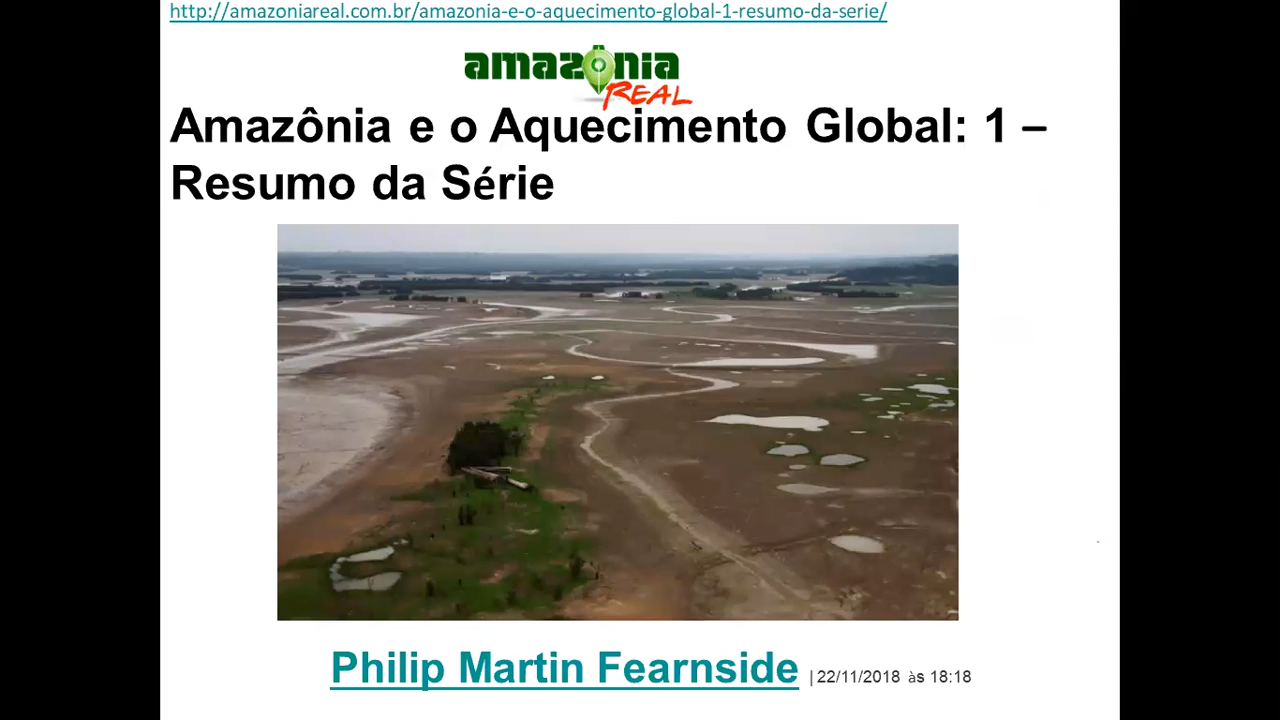 http://amazoniareal.com.br/amazonia-e-o-aquecimento-global-1-resumo-da-serie/
amazônia
REAL
Amazônia e o Aquecimento Global: 1 –
Resumo da Série
Philip Martin Fearnside | 22/11/2018 às 18:18